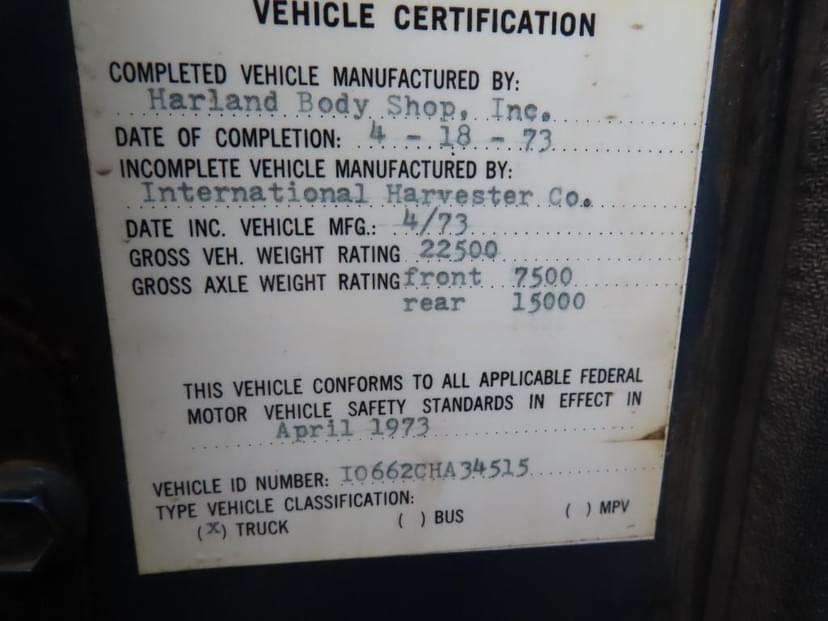 VEHICLE CERTIFICATION
COMPLETED VEHICLE MANUFACTURED BY:
Harland Body Shop, Inc.
DATE OF COMPLETION: 4 - 18 - 73
INCOMPLETE VEHICLE MANUFACTURED BY:
International Harvester Co.
DATE INC. VEHICLE MFG.: 4/73
GROSS VEH. WEIGHT RATING 22500
GROSS AXLE WEIGHT RATING front 7500
rear 15000
THIS VEHICLE CONFORMS TO ALL APPLICABLE FEDERAL
MOTOR VEHICLE SAFETY STANDARDS IN EFFECT IN
April 1973
VEHICLE ID NUMBER: IO662CHA34515
TYPE VEHICLE CLASSIFICATION:
(X) TRUCK ( ) BUS ( ) MPV